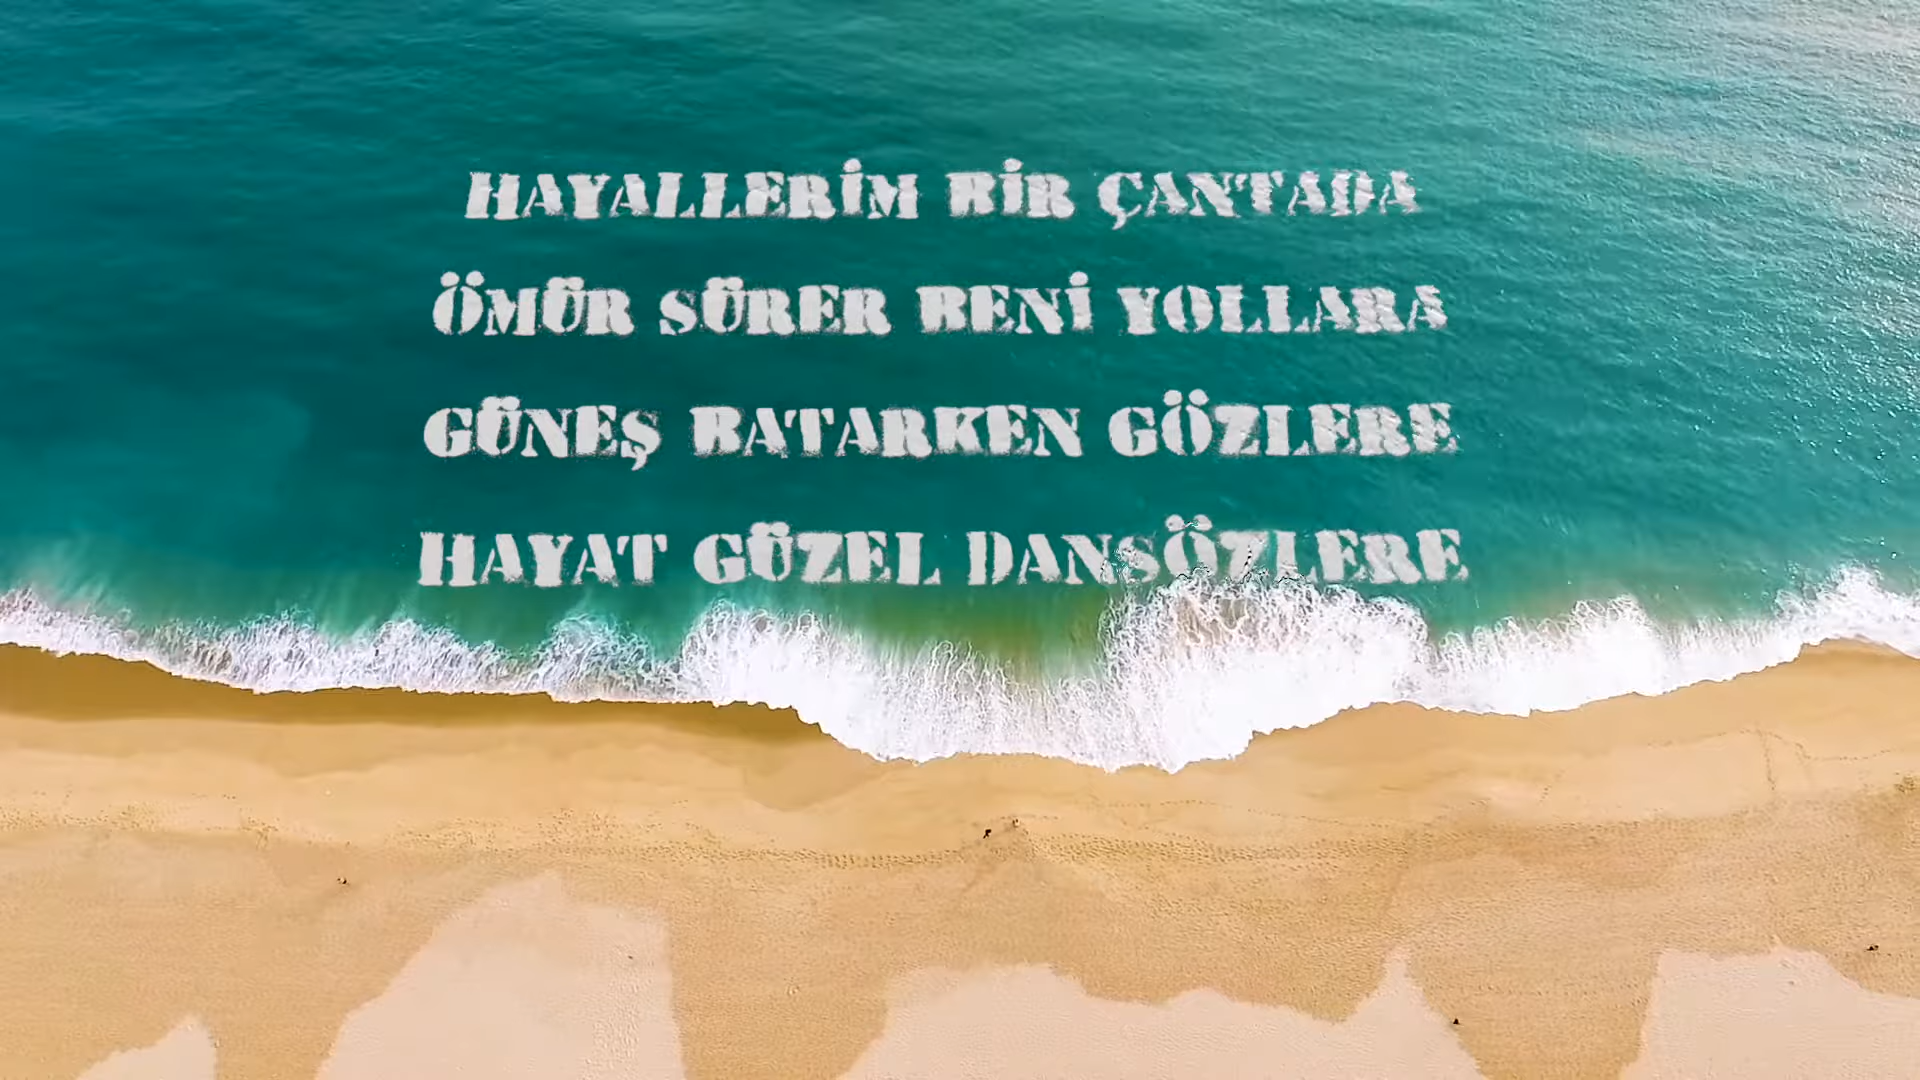 HAYALLERİM BİR ÇANTADA
ÖMÜR SÜRER BENİ YOLLARA
GÜNEŞ BATARKEN GÖZLERE
HAYAT GÜZEL DANSÖZLERE